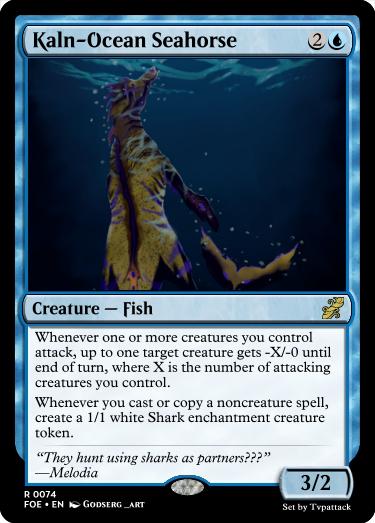 Kaln-Ocean Seahorse 2
Creature — Fish
Whenever one or more creatures you control
attack, up to one target creature gets -X/-0 until
end of turn, where X is the number of attacking
creatures you control.
Whenever you cast or copy a noncreature spell,
create a 1/1 white Shark enchantment creature
token.
“They hunt using sharks as partners???”
—Melodia
3/2
R 0074
FOE • EN Godserg _art
Set by Tvpattack